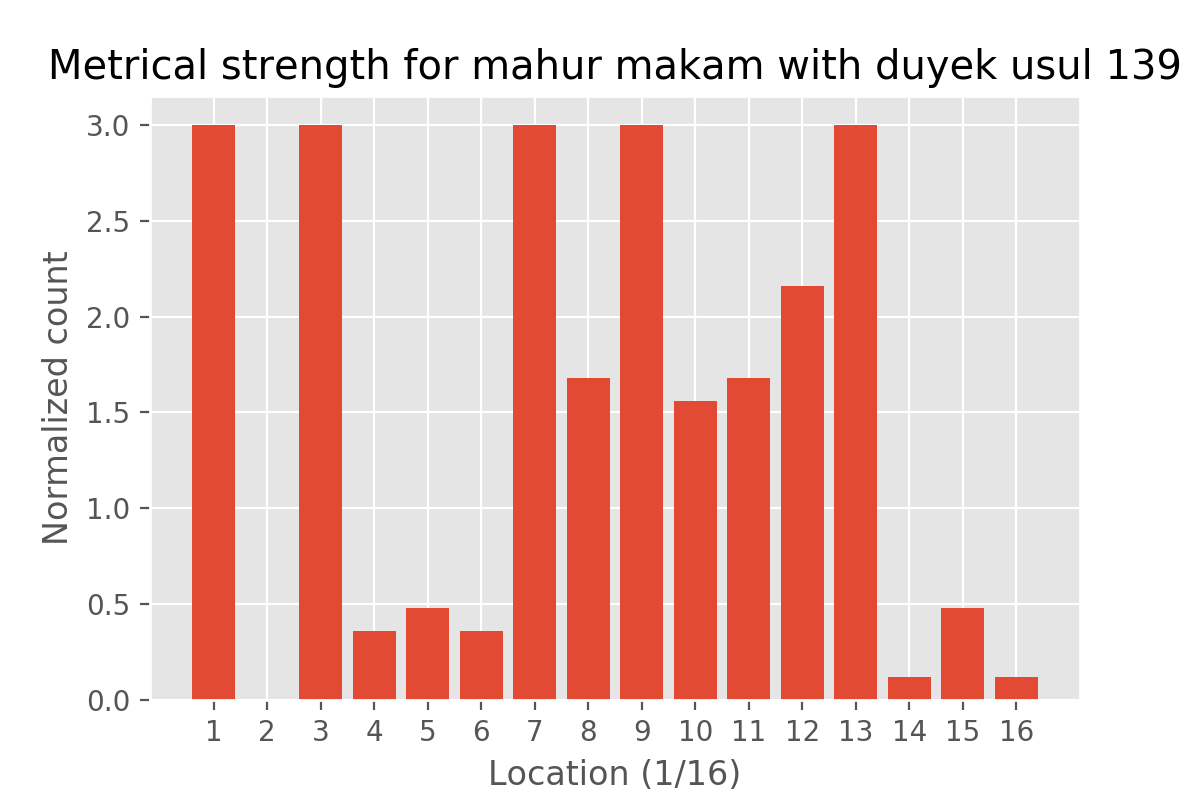 Metrical strength for mahur makam with duyek usul 139
Normalized count
3.0
2.5
2.0
1.5
1.0
0.5
0.0
1 2 3 4 5 6 7 8 9 10 11 12 13 14 15 16
Location (1/16)